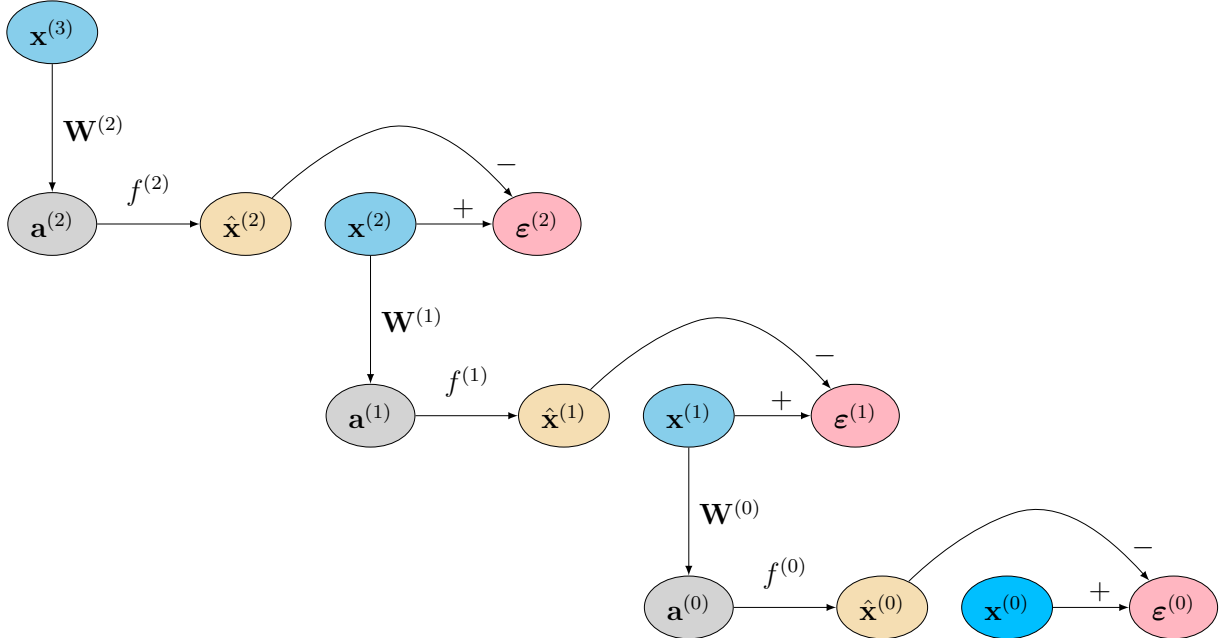 x^(3)
W^(2)
f^(2) −
a^(2) x̂^(2) x^(2) + ε^(2)
W^(1)
f^(1) −
a^(1) x̂^(1) x^(1) + ε^(1)
W^(0)
f^(0) −
a^(0) x̂^(0) x^(0) + ε^(0)